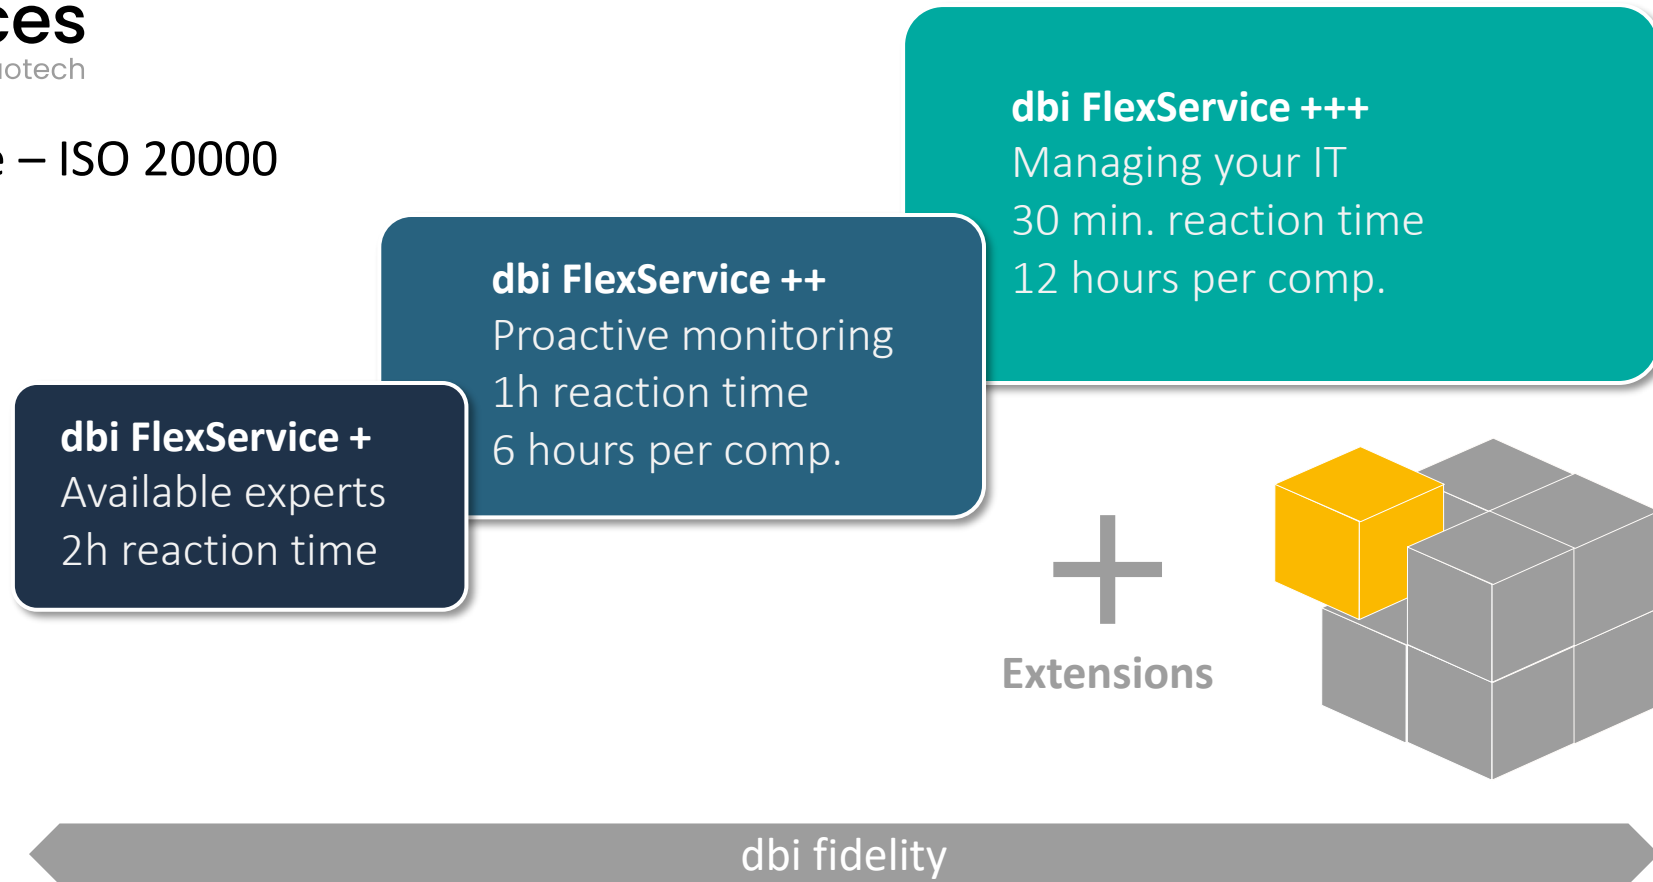 ces
otech
e – ISO 20000
dbi FlexService +++
Managing your IT
30 min. reaction time
12 hours per comp.
dbi FlexService ++
Proactive monitoring
1h reaction time
6 hours per comp.
dbi FlexService +
Available experts
2h reaction time
Extensions
dbi fidelity